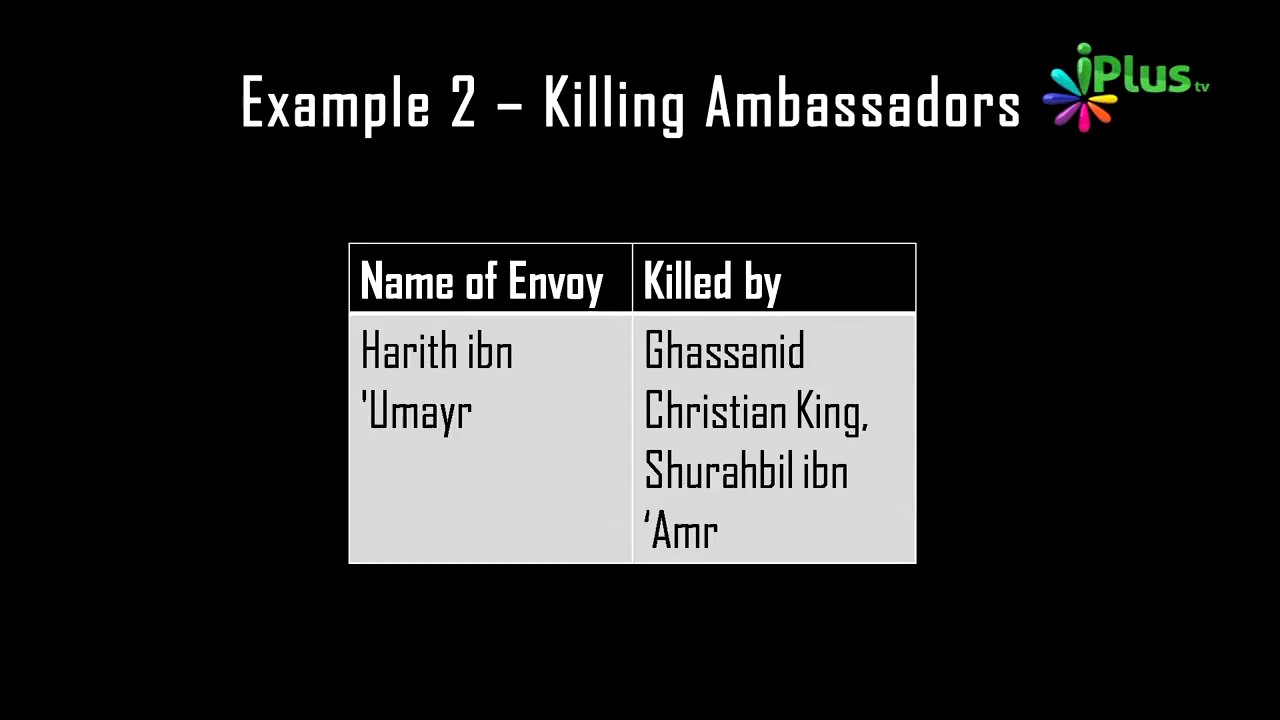 Example 2 – Killing Ambassadors
iPlus tv
Name of Envoy
Killed by
Harith ibn
'Umayr
Ghassanid
Christian King,
Shurahbil ibn
‘Amr